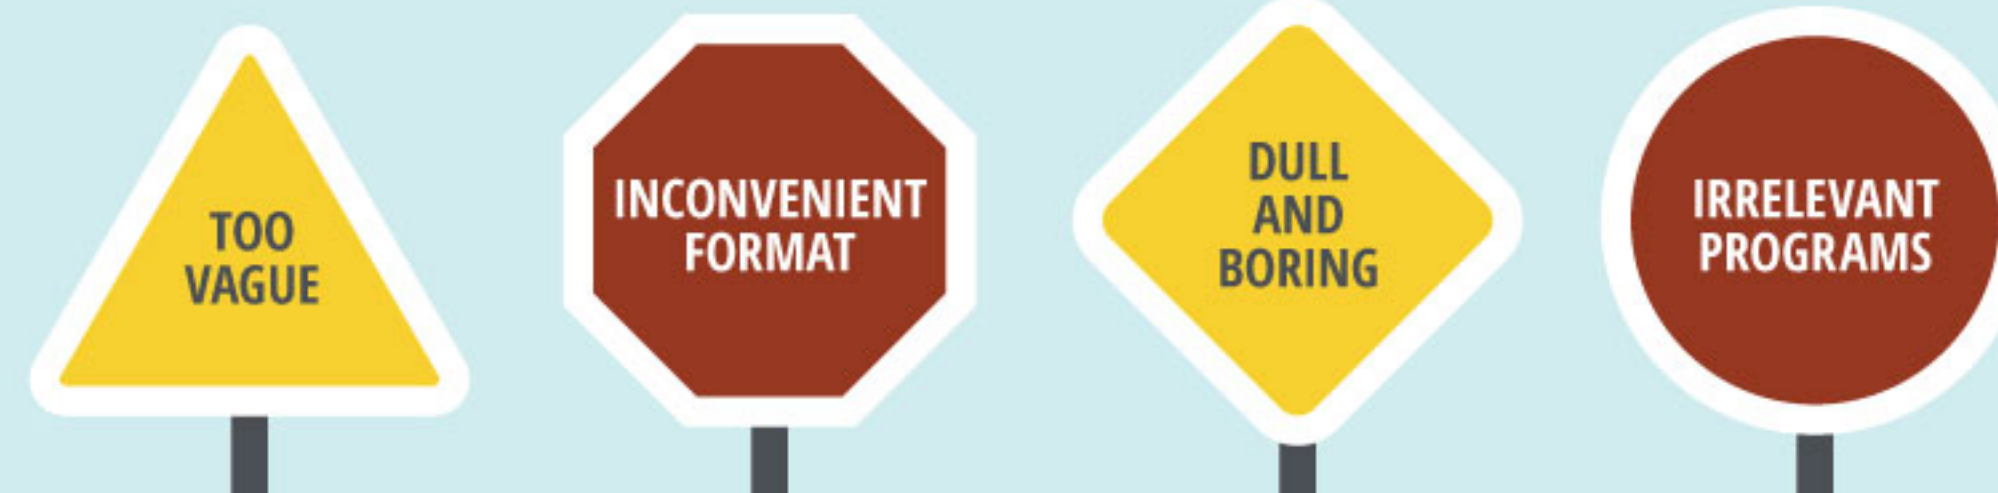 TOO
VAGUE
INCONVENIENT
FORMAT
DULL
AND
BORING
IRRELEVANT
PROGRAMS